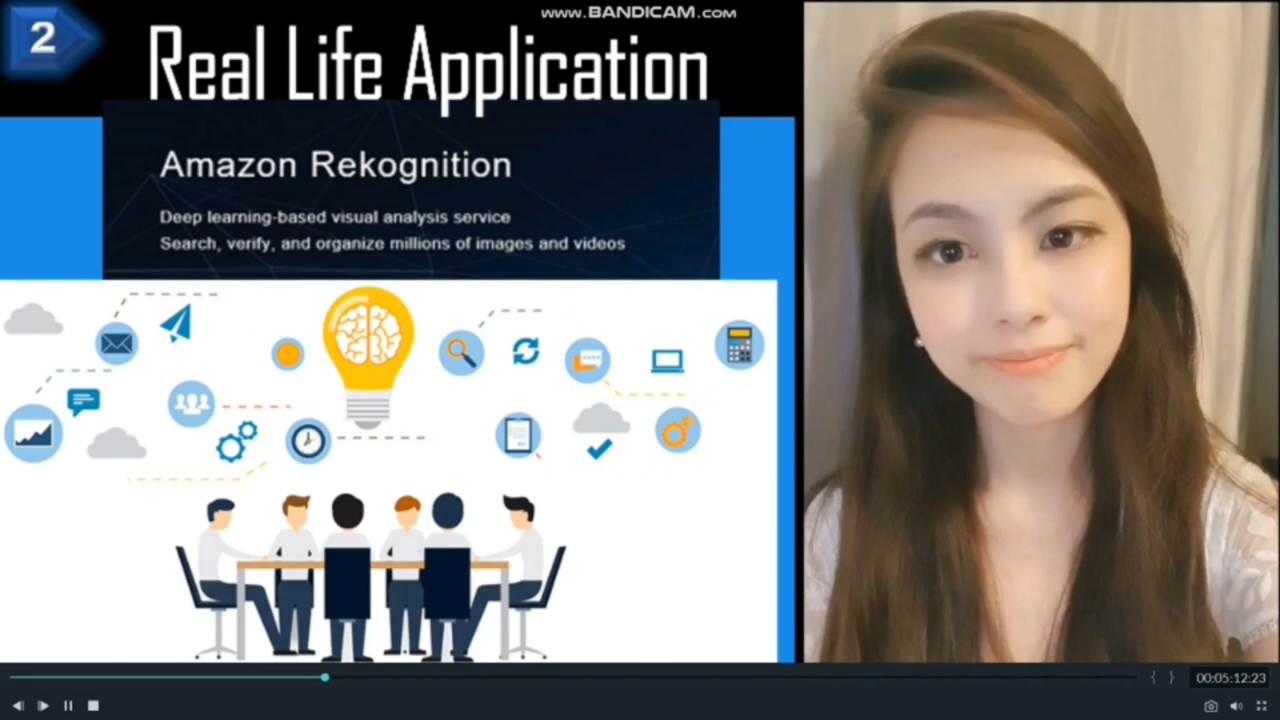 www.BANDICAM.com
2
Real Life Application
Amazon Rekognition
Deep learning-based visual analysis service
Search, verify, and organize millions of images and videos
00:05:12:23